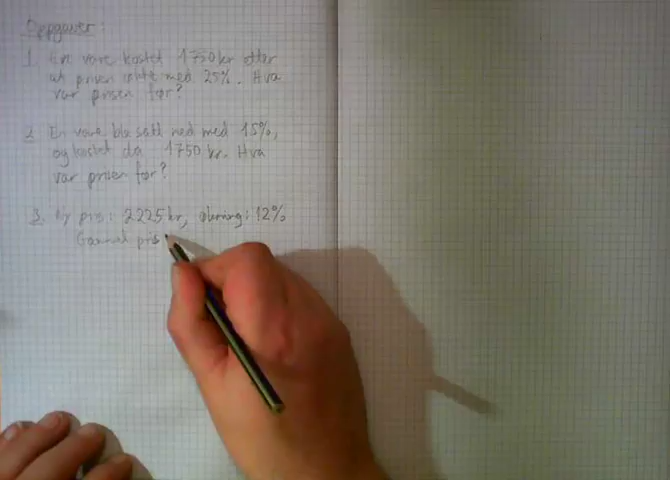 Oppgaver:
1. En vare kostet 1750 kr etter
at prisen økte med 25%. Hva
var prisen før?
2. En vare ble satt ned med 15%,
og kostet da 1750 kr. Hva
var prisen før?
3. Ny pris: 2225 kr, økning: 12%
Gammel pris